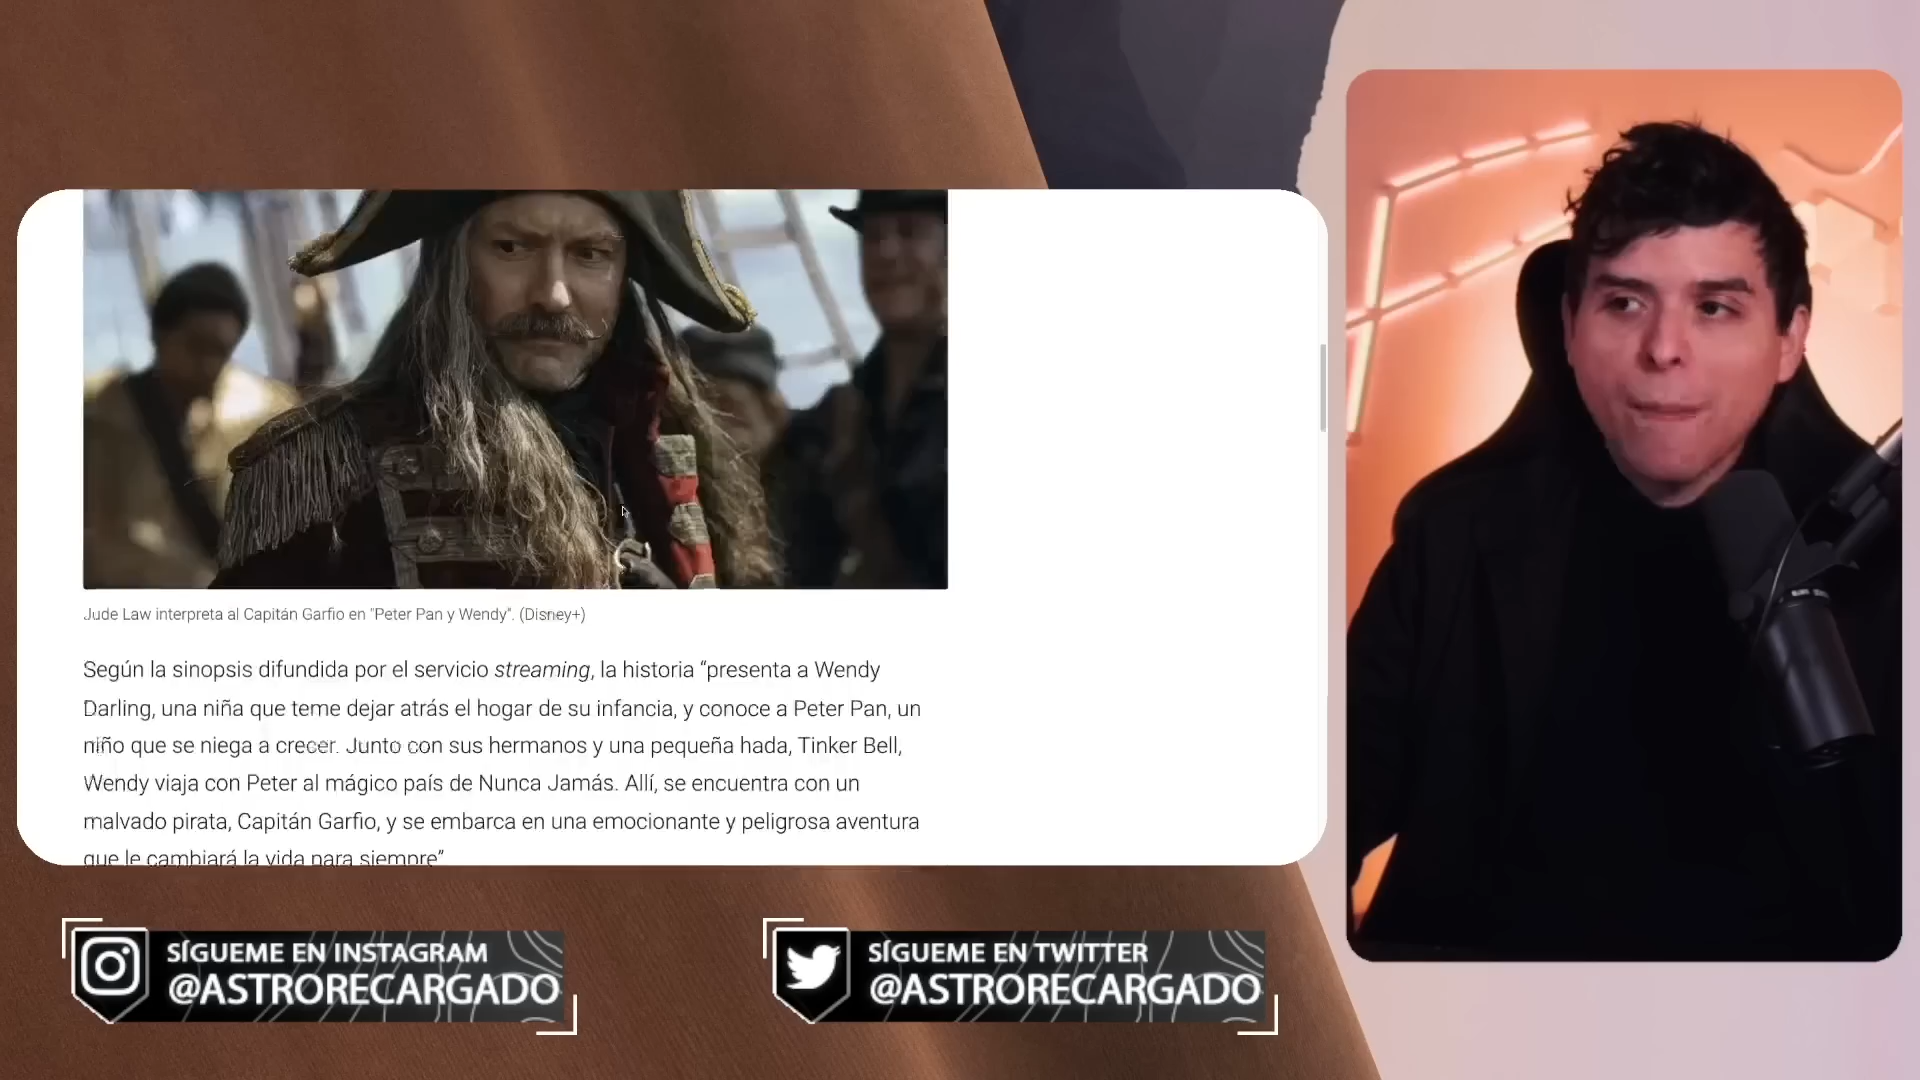 Jude Law interpreta al Capitán Garfio en "Peter Pan y Wendy". (Disney+)
Según la sinopsis difundida por el servicio streaming, la historia “presenta a Wendy
Darling, una niña que teme dejar atrás el hogar de su infancia, y conoce a Peter Pan, un
niño que se niega a crecer. Junto con sus hermanos y una pequeña hada, Tinker Bell,
Wendy viaja con Peter al mágico país de Nunca Jamás. Allí, se encuentra con un
malvado pirata, Capitán Garfio, y se embarca en una emocionante y peligrosa aventura
que le cambiará la vida para siempre”
SÍGUEME EN INSTAGRAM
@ASTRORECARGADO
SÍGUEME EN TWITTER
@ASTRORECARGADO